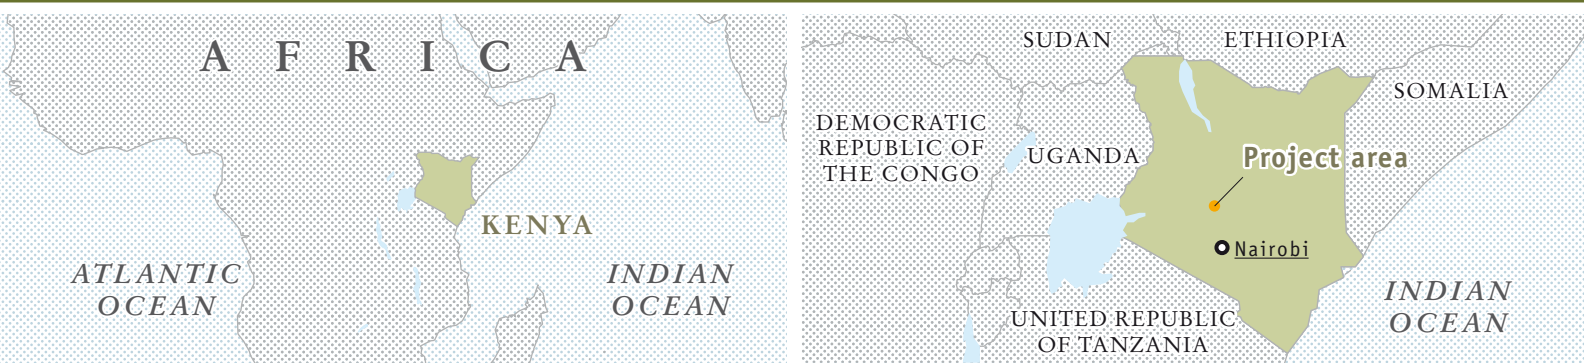 AFRICA
KENYA
ATLANTIC
OCEAN
INDIAN
OCEAN
SUDAN
ETHIOPIA
SOMALIA
DEMOCRATIC
REPUBLIC OF
THE CONGO
UGANDA
Project area
Nairobi
UNITED REPUBLIC
OF TANZANIA
INDIAN
OCEAN